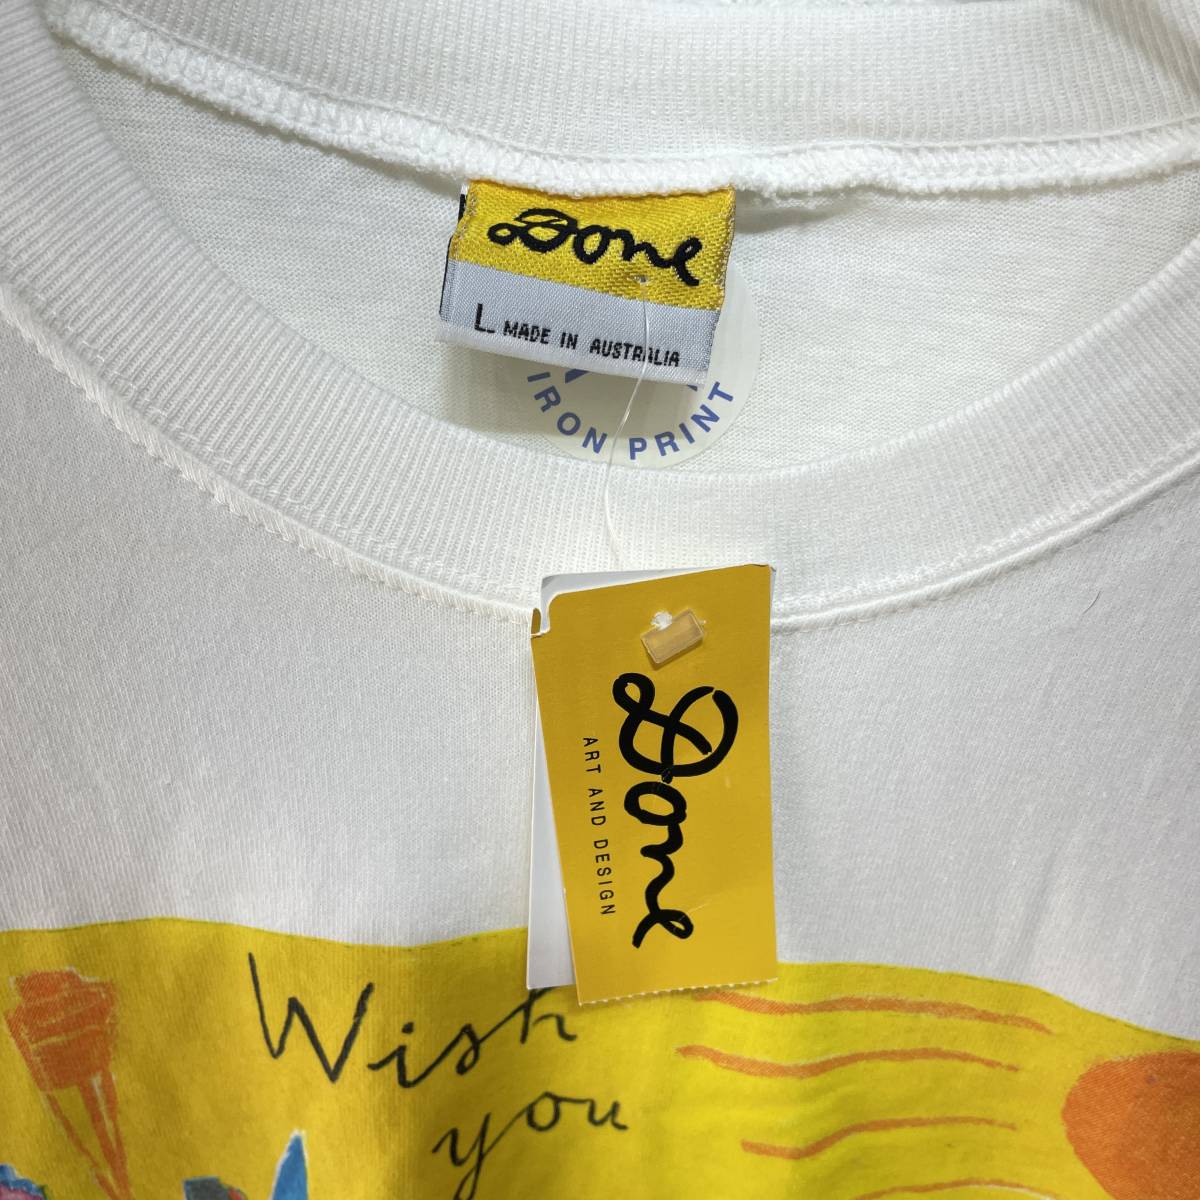 Done
L MADE IN AUSTRALIA
IRON PRINT
Done
ART AND DESIGN
Wish
you